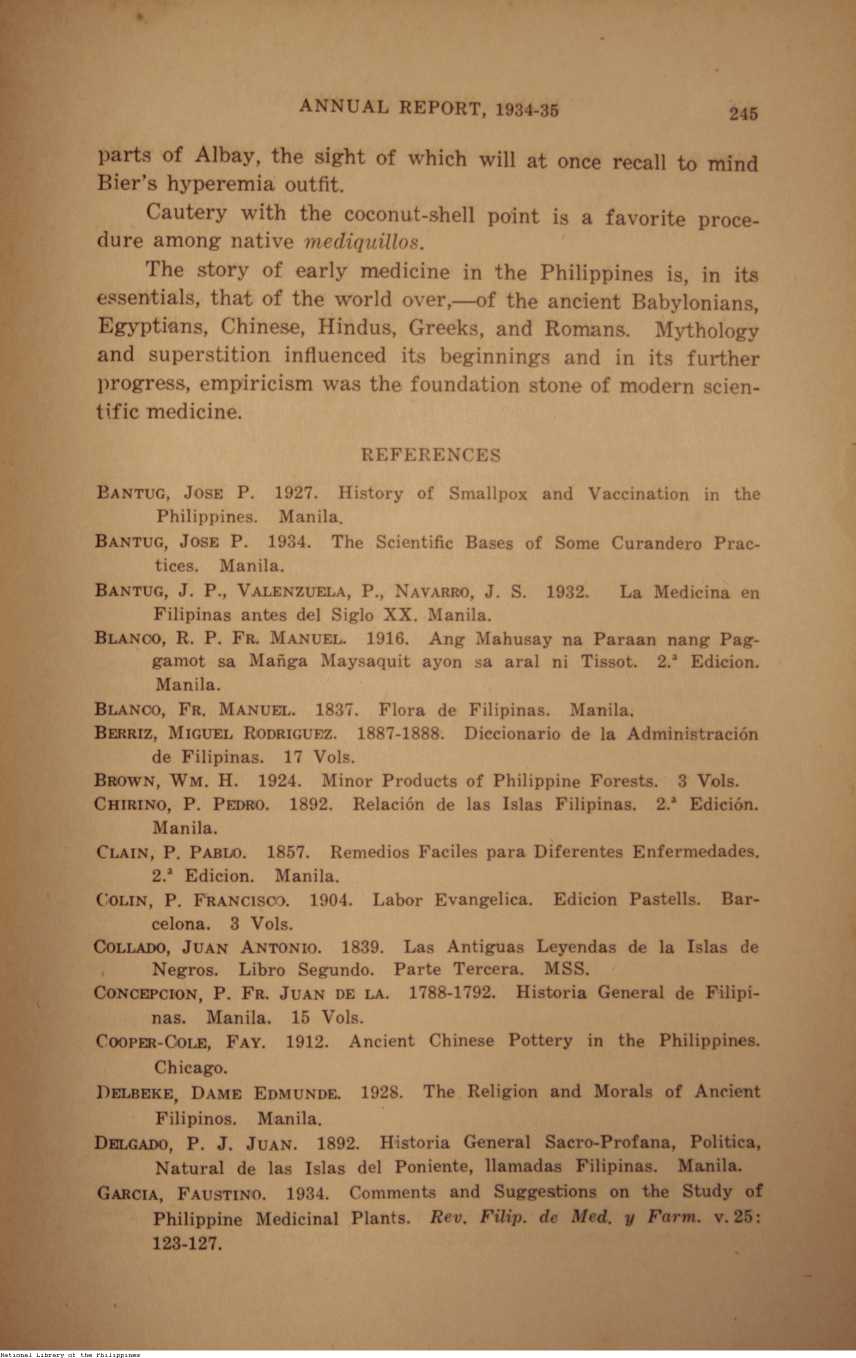 ANNUAL REPORT, 1934-35 245
parts of Albay, the sight of which will at once recall to mind
Bier's hyperemia outfit.
Cautery with the coconut-shell point is a favorite proce-
dure among native mediquillos.
The story of early medicine in the Philippines is, in its
essentials, that of the world over,—of the ancient Babylonians,
Egyptians, Chinese, Hindus, Greeks, and Romans. Mythology
and superstition influenced its beginnings and in its further
progress, empiricism was the foundation stone of modern scien-
tific medicine.
REFERENCES
BANTUG, JOSE P. 1927. History of Smallpox and Vaccination in the
Philippines. Manila.
BANTUG, JOSE P. 1934. The Scientific Bases of Some Curandero Prac-
tices. Manila.
BANTUG, J. P., VALENZUELA, P., NAVARRO, J. S. 1932. La Medicina en
Filipinas antes del Siglo XX. Manila.
BLANCO, R. P. FR. MANUEL. 1916. Ang Mahusay na Paraan nang Pag-
gamot sa Mañga Maysaquit ayon sa aral ni Tissot. 2.ª Edicion.
Manila.
BLANCO, FR. MANUEL. 1837. Flora de Filipinas. Manila.
BERRIZ, MIGUEL RODRIGUEZ. 1887-1888. Diccionario de la Administración
de Filipinas. 17 Vols.
BROWN, WM. H. 1924. Minor Products of Philippine Forests. 3 Vols.
CHIRINO, P. PEDRO. 1892. Relación de las Islas Filipinas. 2.ª Edición.
Manila.
CLAIN, P. PABLO. 1857. Remedios Faciles para Diferentes Enfermedades.
2.ª Edicion. Manila.
COLIN, P. FRANCISCO. 1904. Labor Evangelica. Edicion Pastells. Bar-
celona. 3 Vols.
COLLADO, JUAN ANTONIO. 1839. Las Antiguas Leyendas de la Islas de
Negros. Libro Segundo. Parte Tercera. MSS.
CONCEPCION, P. FR. JUAN DE LA. 1788-1792. Historia General de Filipi-
nas. Manila. 15 Vols.
COOPER-COLE, FAY. 1912. Ancient Chinese Pottery in the Philippines.
Chicago.
DELBEKE, DAME EDMUNDE. 1928. The Religion and Morals of Ancient
Filipinos. Manila.
DELGADO, P. J. JUAN. 1892. Historia General Sacro-Profana, Politica,
Natural de las Islas del Poniente, llamadas Filipinas. Manila.
GARCIA, FAUSTINO. 1934. Comments and Suggestions on the Study of
Philippine Medicinal Plants. Rev. Filip. de Med. y Farm. v. 25:
123-127.
National Library of the Philippines